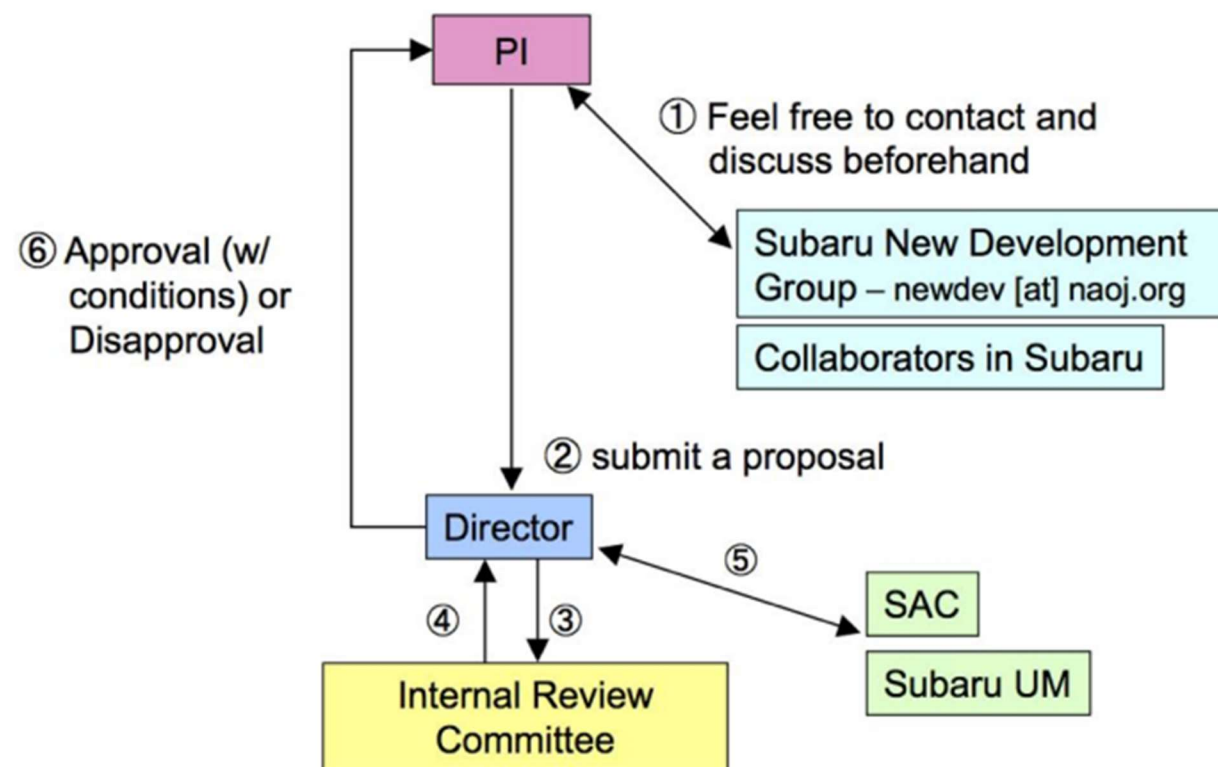 PI
① Feel free to contact and
discuss beforehand
Subaru New Development
Group – newdev [at] naoj.org
Collaborators in Subaru
⑥ Approval (w/
conditions) or
Disapproval
② submit a proposal
Director
⑤
SAC
④
③
Subaru UM
Internal Review
Committee